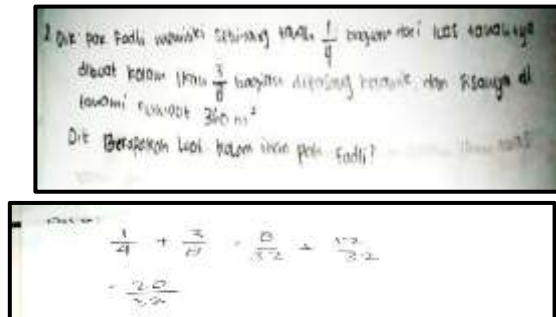 Dik pak Fadli memiliki sebidang tanah 1/4 bagian dari luas tanahnya
dibuat kolam ikan 3/8 bagian dipasang keramik dan sisanya di
tanami rumput 360 m²
Dit Berapakah luas kolam ikan pak Fadli?
1/4 + 3/8 = 8/32 + 12/32
= 20/32